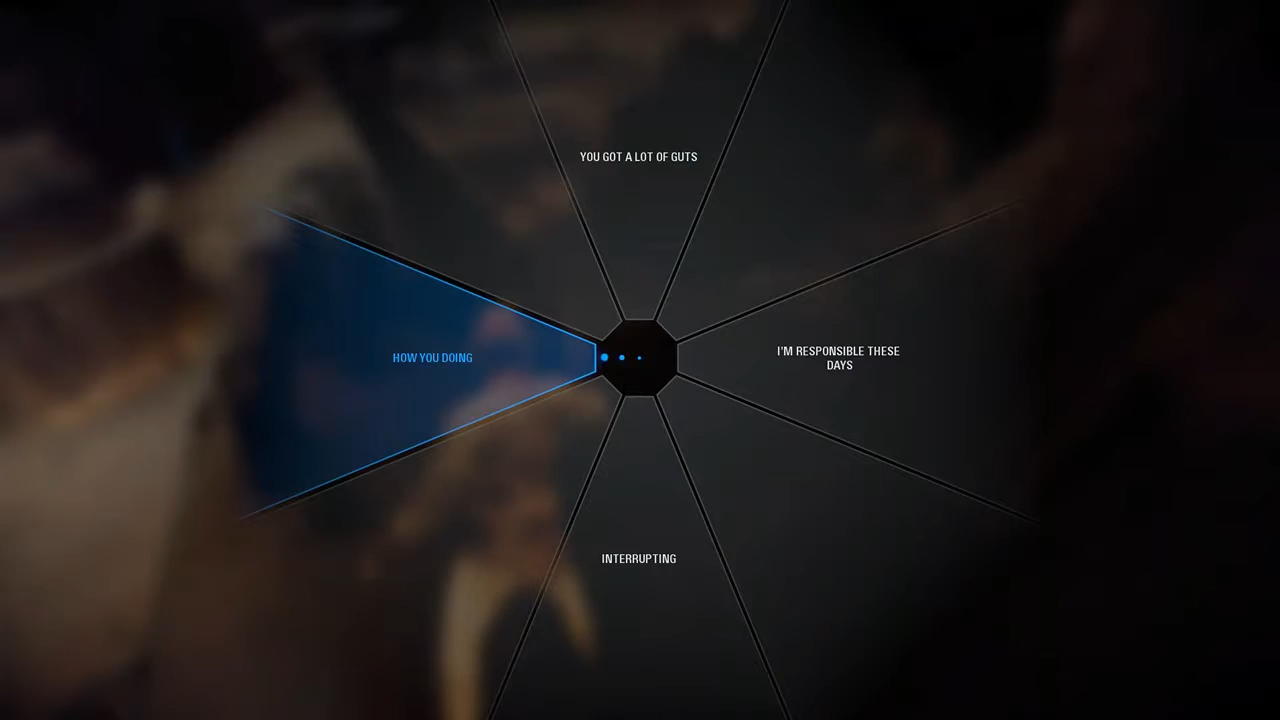 YOU GOT A LOT OF GUTS
HOW YOU DOING
I'M RESPONSIBLE THESE
DAYS
INTERRUPTING